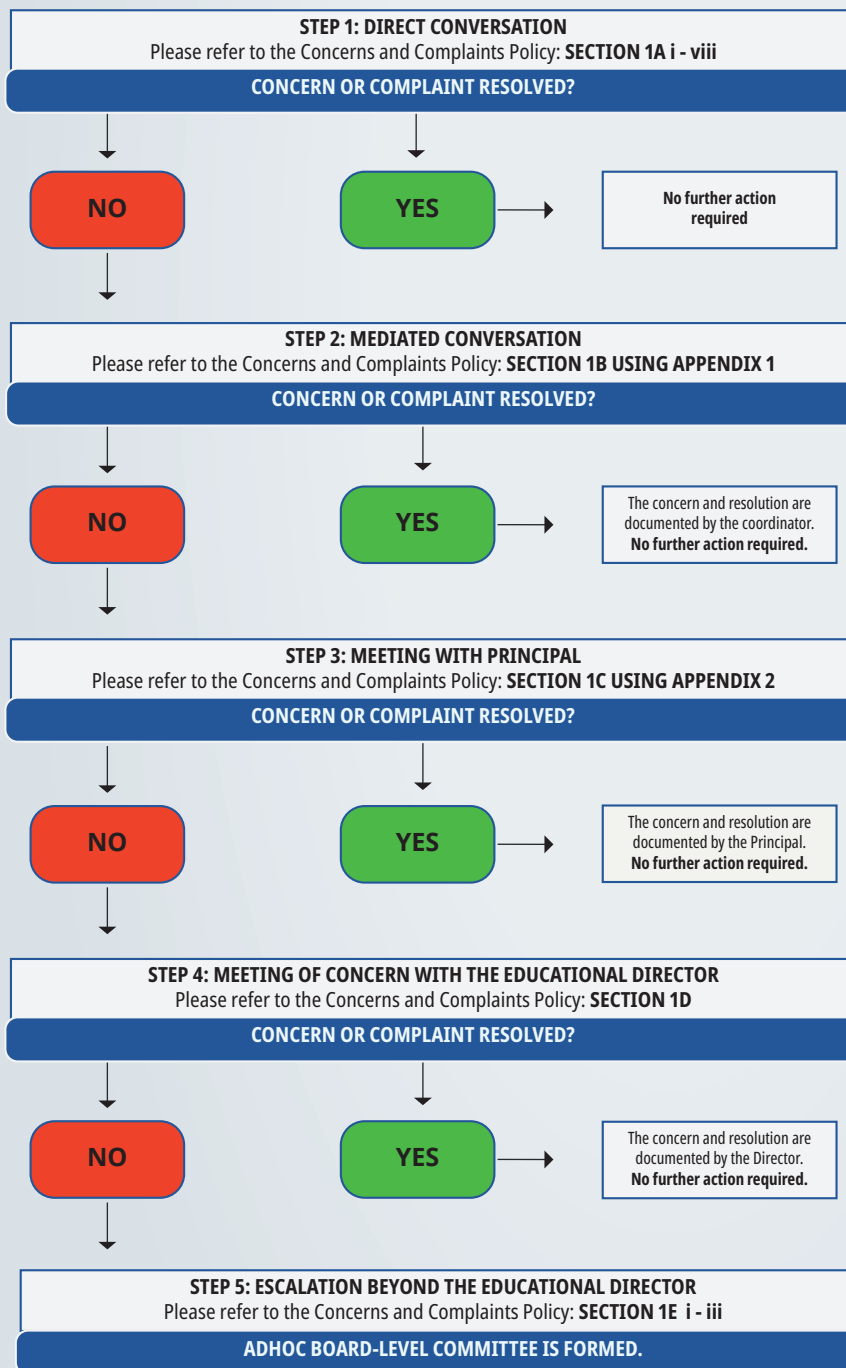 STEP 1: DIRECT CONVERSATION
Please refer to the Concerns and Complaints Policy: SECTION 1A i - viii
CONCERN OR COMPLAINT RESOLVED?
NO
YES
No further action
required
STEP 2: MEDIATED CONVERSATION
Please refer to the Concerns and Complaints Policy: SECTION 1B USING APPENDIX 1
CONCERN OR COMPLAINT RESOLVED?
NO
YES
The concern and resolution are
documented by the coordinator.
No further action required.
STEP 3: MEETING WITH PRINCIPAL
Please refer to the Concerns and Complaints Policy: SECTION 1C USING APPENDIX 2
CONCERN OR COMPLAINT RESOLVED?
NO
YES
The concern and resolution are
documented by the Principal.
No further action required.
STEP 4: MEETING OF CONCERN WITH THE EDUCATIONAL DIRECTOR
Please refer to the Concerns and Complaints Policy: SECTION 1D
CONCERN OR COMPLAINT RESOLVED?
NO
YES
The concern and resolution are
documented by the Director.
No further action required.
STEP 5: ESCALATION BEYOND THE EDUCATIONAL DIRECTOR
Please refer to the Concerns and Complaints Policy: SECTION 1E i - iii
ADHOC BOARD-LEVEL COMMITTEE IS FORMED.